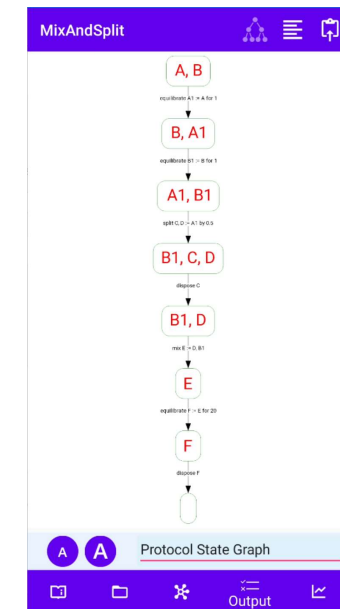 MixAndSplit
A, B
equilibrate A1 := A for 1
B, A1
equilibrate B1 := B for 1
A1, B1
split C, D := A1 by 0.5
B1, C, D
dispose C
B1, D
mix E := D, B1
E
equilibrate F := E for 20
F
dispose F
A A Protocol State Graph
Output